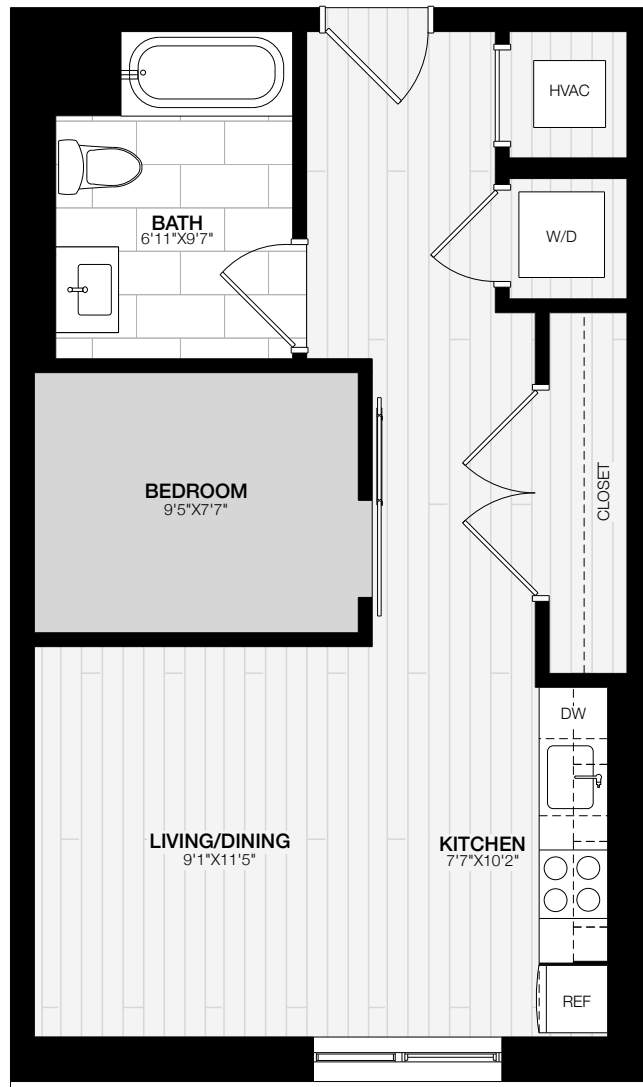 HVAC
W/D
BATH
6'11"X9'7"
BEDROOM
9'5"X7'7"
CLOSET
DW
LIVING/DINING
9'1"X11'5"
KITCHEN
7'7"X10'2"
REF